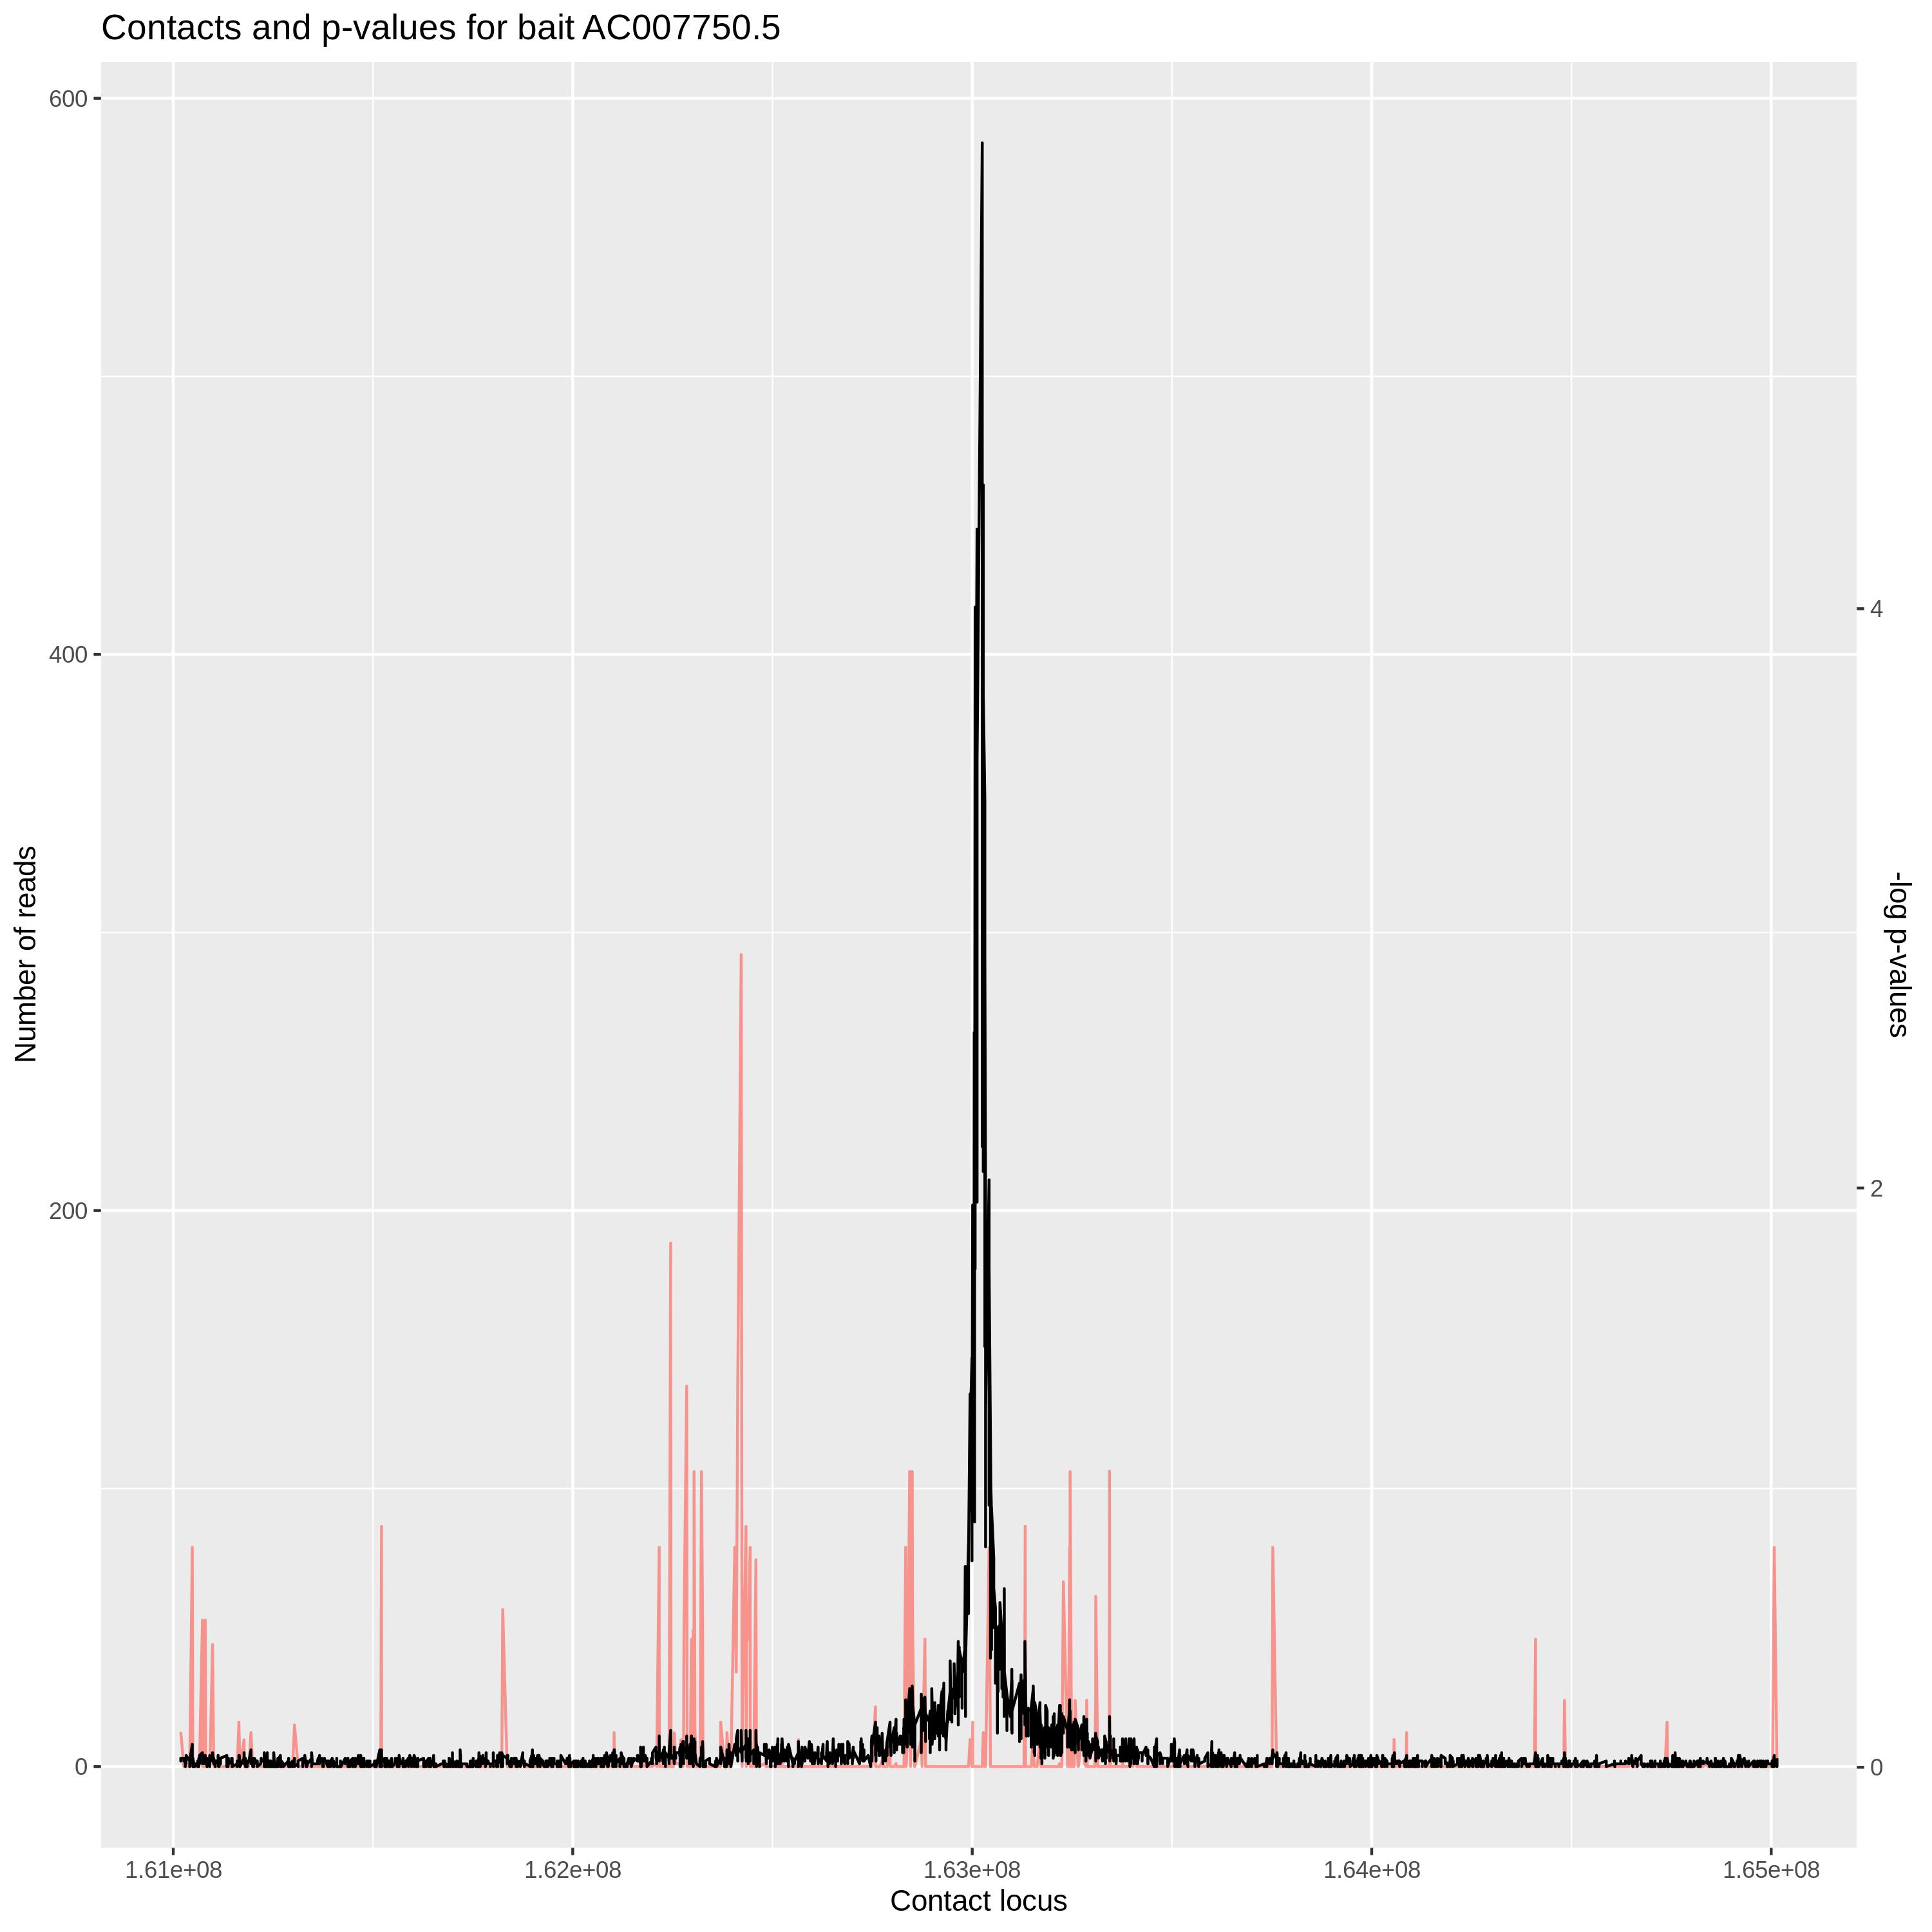 Contacts and p-values for bait AC007750.5
600
400
200
0
Number of reads
4
2
0
-log p-values
1.61e+08
1.62e+08
1.63e+08
1.64e+08
1.65e+08
Contact locus